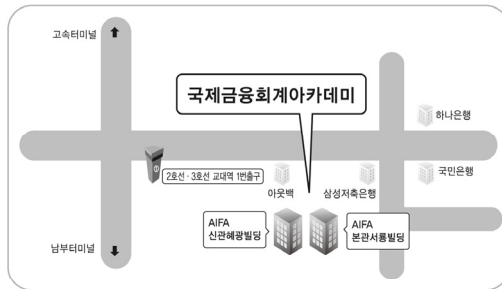 고속터미널
국제금융회계아카데미
하나은행
2호선·3호선 교대역 1번출구
아웃백
삼성저축은행
국민은행
AIFA
신관혜광빌딩
AIFA
본관서룡빌딩
남부터미널